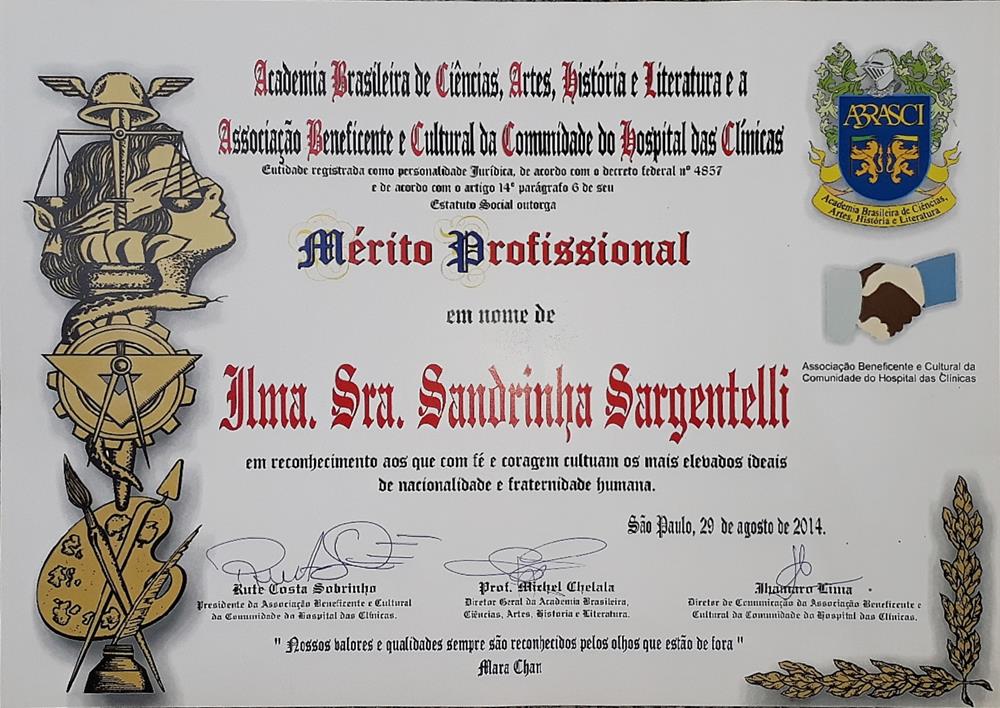 Academia Brasileira de Ciências, Artes, História e Literatura e a
Associação Beneficente e Cultural da Comunidade do Hospital das Clínicas
Entidade registrada como personalidade Jurídica, de acordo com o decreto federal nº 4857
e de acordo com o artigo 14º parágrafo 6 de seu
Estatuto Social outorga
Mérito Profissional
em nome de
Ilma. Sra. Sandrinha Sargentelli
em reconhecimento aos que com fé e coragem cultuam os mais elevados ideais
de nacionalidade e fraternidade humana.
São Paulo, 29 de agosto de 2014.
ABRASCI
Academia Brasileira de Ciências,
Artes, História e Literatura
Associação Beneficente e Cultural da
Comunidade do Hospital das Clínicas
Rute Costa Sobrinho
Presidente da Associação Beneficente e Cultural
da Comunidade da Hospital das Clínicas.
Prof. Michel Chelala
Diretor Geral da Academia Brasileira,
Ciências, Artes, Historia e Literatura.
Jhamaro Lima
Diretor de Comunicação da Associação Beneficente e
Cultural da Comunidade do Hospital das Clínicas.
" Nossos valores e qualidades sempre são reconhecidos pelos olhos que estão de fora "
Mara Chan